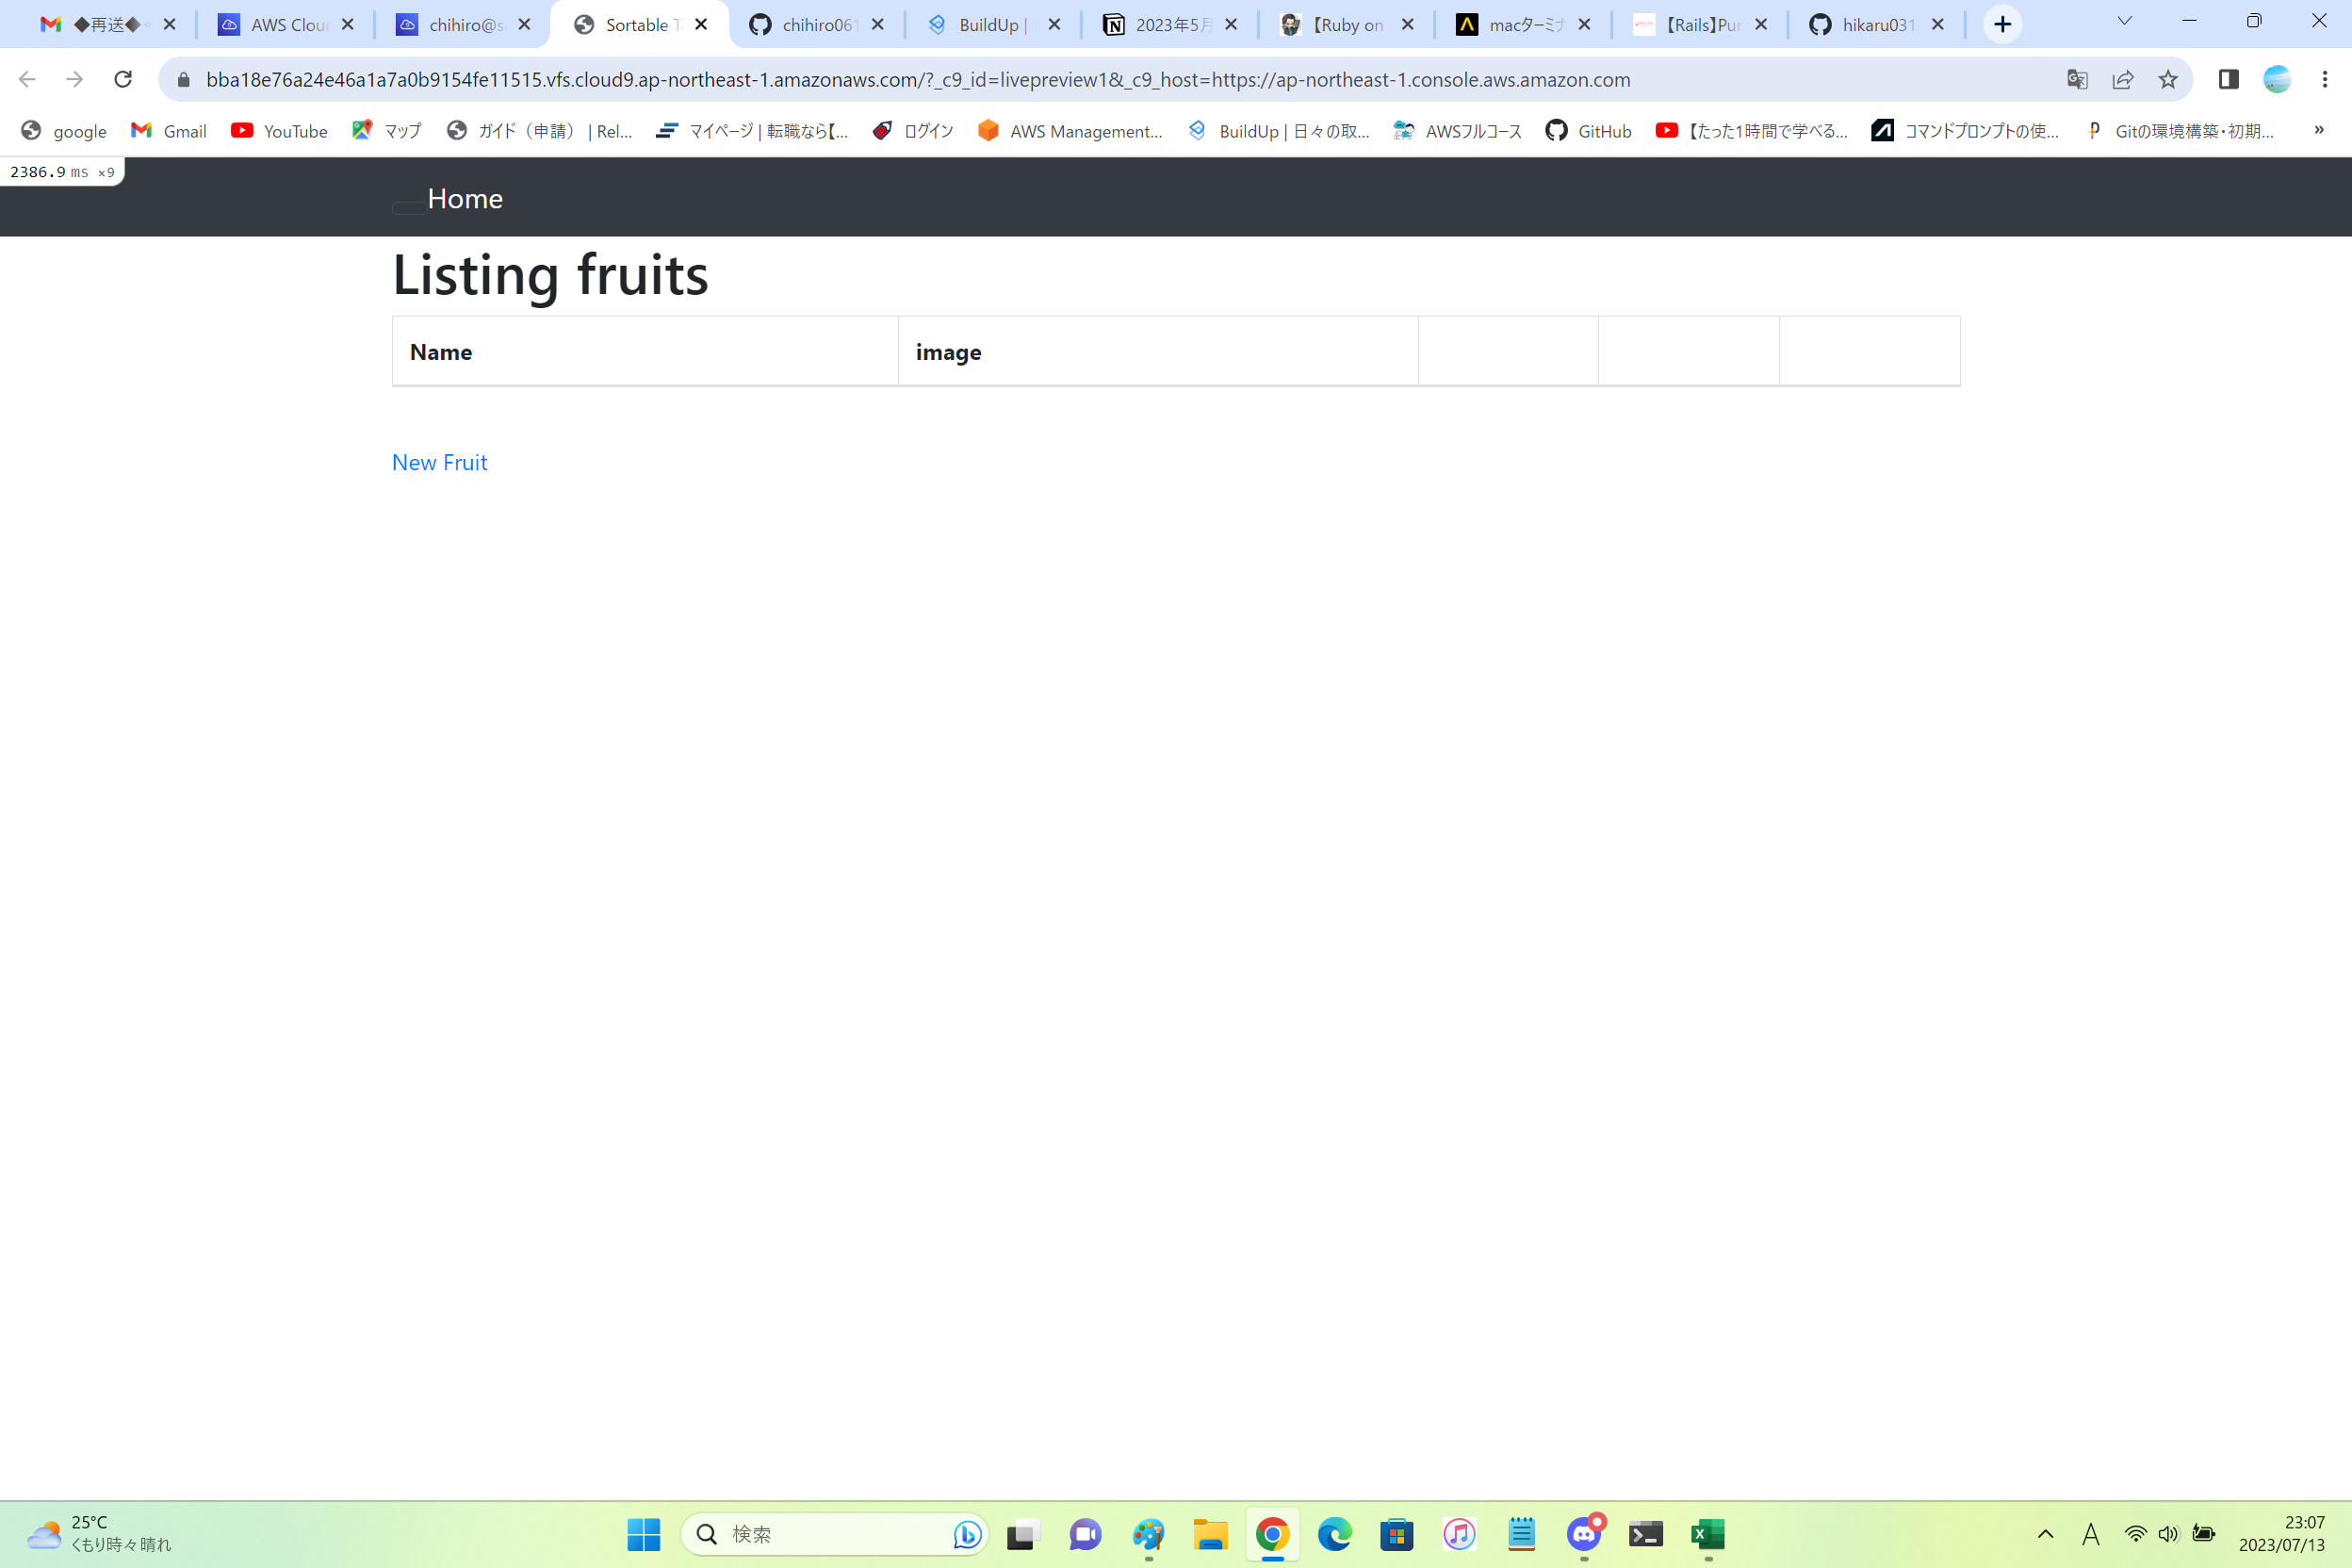 ◆再送◆
AWS Clou
chihiro@s
Sortable T
chihiro061
BuildUp |
2023年5月
【Ruby on
macターミナ
【Rails】Pu
hikaru031
bba18e76a24e46a1a7a0b9154fe11515.vfs.cloud9.ap-northeast-1.amazonaws.com/?_c9_id=livepreview1&_c9_host=https://ap-northeast-1.console.aws.amazon.com
google
Gmail
YouTube
マップ
ガイド（申請） | Rel...
マイページ | 転職なら【...
ログイン
AWS Management...
BuildUp | 日々の取...
AWSフルコース
GitHub
【たった1時間で学べる...
コマンドプロンプトの使...
Gitの環境構築・初期...
»
2386.9 ms ×9
Home
Listing fruits
Name
image
New Fruit
25°C
くもり時々晴れ
検索
A
23:07
2023/07/13